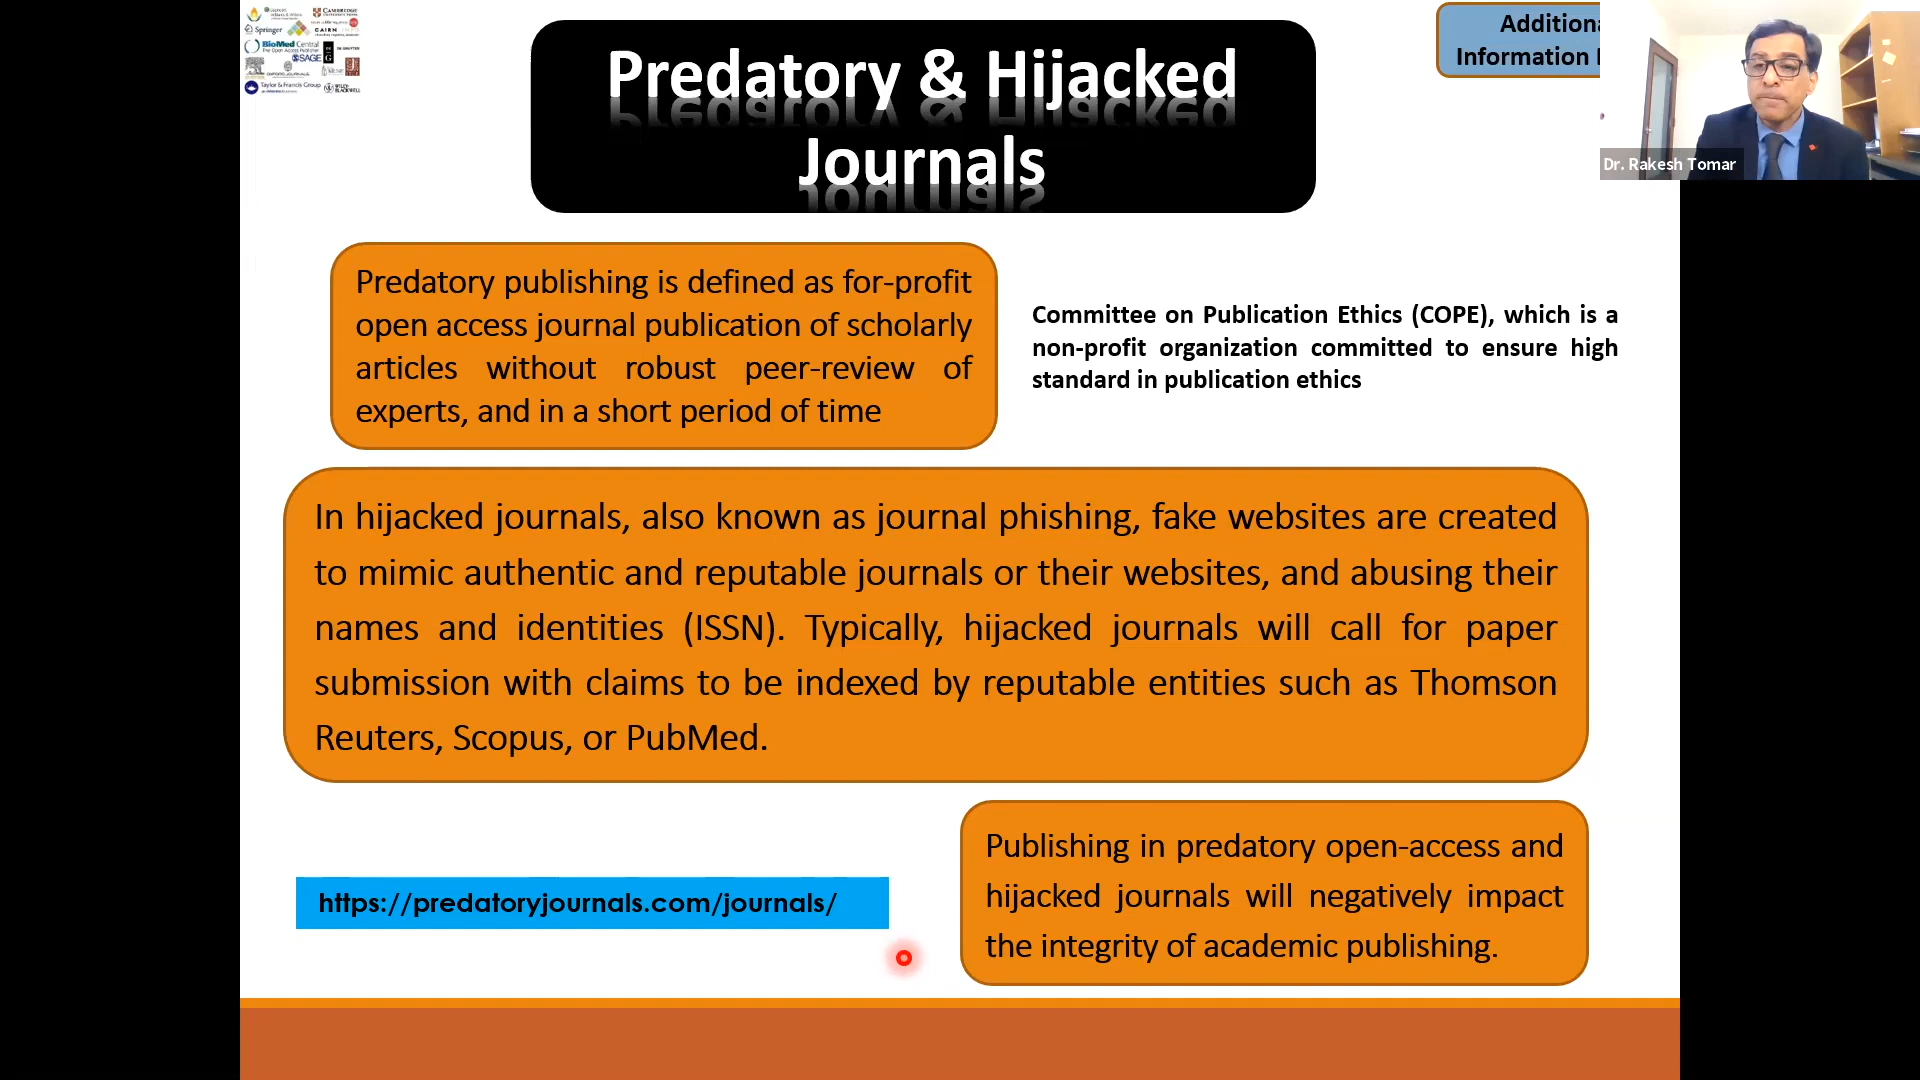 Springer
BioMed Central
SAGE
CAIRN
CAMBRIDGE
Taylor & Francis Group
Predatory & Hijacked
Journals
Additiona
Information
Dr. Rakesh Tomar
Predatory publishing is defined as for-profit
open access journal publication of scholarly
articles without robust peer-review of
experts, and in a short period of time
Committee on Publication Ethics (COPE), which is a
non-profit organization committed to ensure high
standard in publication ethics
In hijacked journals, also known as journal phishing, fake websites are created
to mimic authentic and reputable journals or their websites, and abusing their
names and identities (ISSN). Typically, hijacked journals will call for paper
submission with claims to be indexed by reputable entities such as Thomson
Reuters, Scopus, or PubMed.
https://predatoryjournals.com/journals/
Publishing in predatory open-access and
hijacked journals will negatively impact
the integrity of academic publishing.